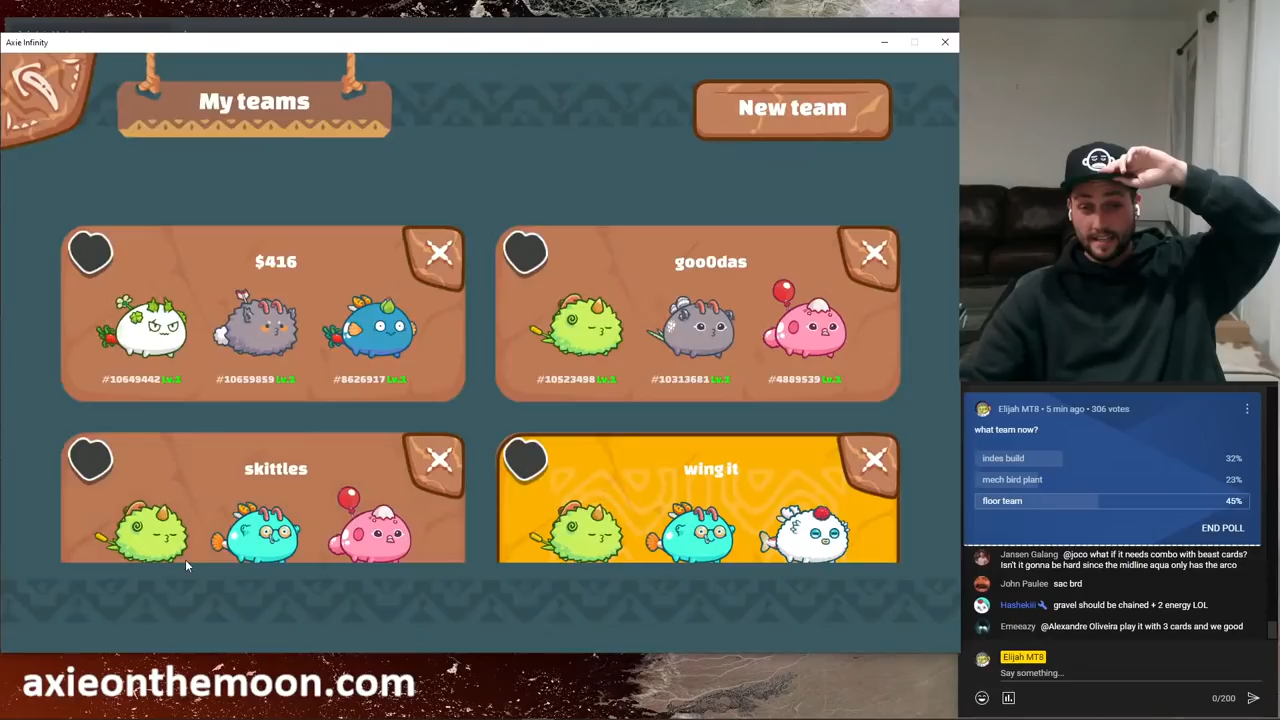 Axie Infinity
My teams
New team
$416
#10649442 Lv.1
#10659859 Lv.1
#8626917 Lv.1
goo0das
#10523498 Lv.1
#10313681 Lv.1
#4889539 Lv.1
skittles
wing it
axieonthemoon.com
Elijah MT8 • 5 min ago • 306 votes
what team now?
indes build 32%
mech bird plant 23%
floor team 45%
END POLL
Jansen Galang @joco what if it needs combo with beast cards?
Isn't it gonna be hard since the midline aqua only has the arco
John Paulee sac brd
Hashekiii gravel should be chained + 2 energy LOL
Emeeazy @Alexandre Oliveira play it with 3 cards and we good
Elijah MT8
Say something...
0/200